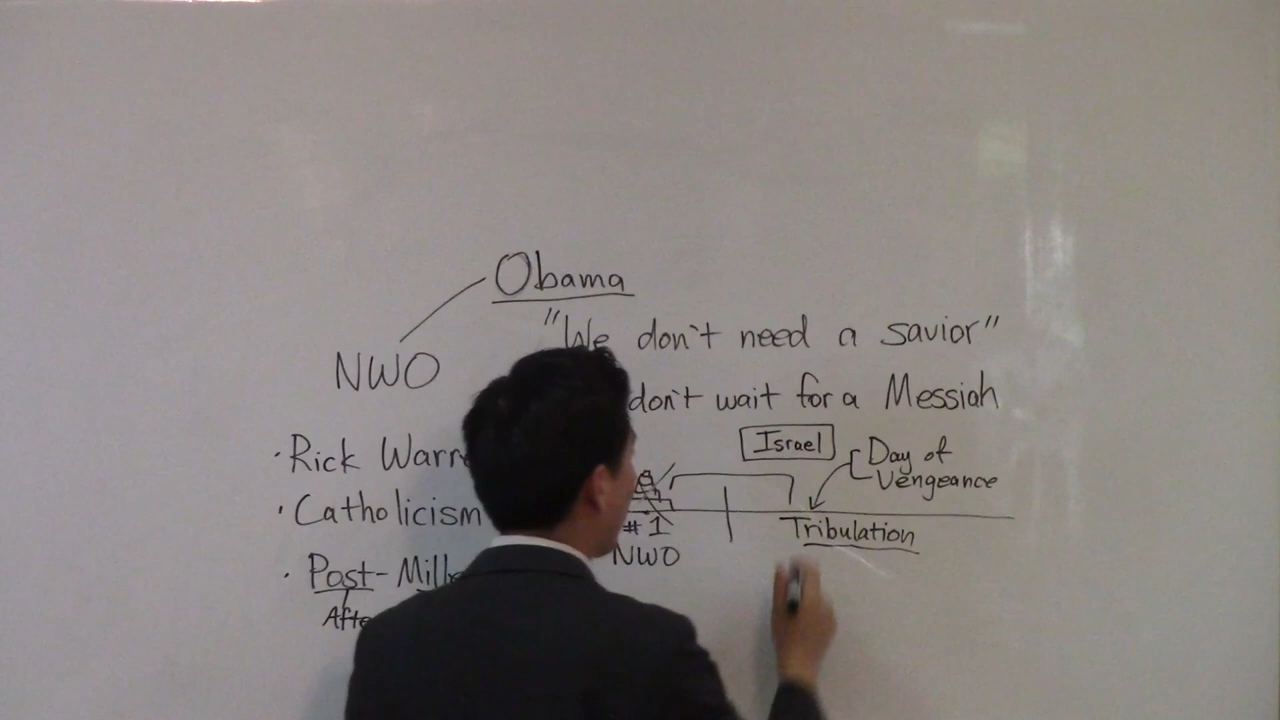 Obama
"We don't need a savior"
NWO
don't wait for a Messiah
Israel
• Rick Warr
Day of
Vengeance
• Catholicism
#1
Tribulation
NWO
• Post-Mill
Afte